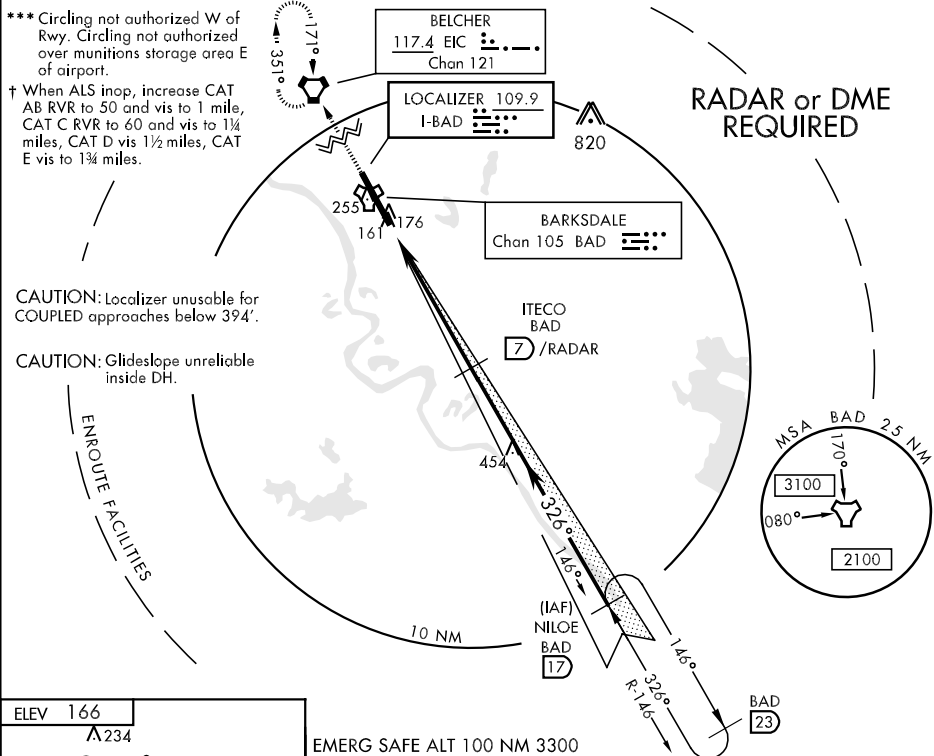 *** Circling not authorized W of
Rwy. Circling not authorized
over munitions storage area E
of airport.
† When ALS inop, increase CAT
AB RVR to 50 and vis to 1 mile,
CAT C RVR to 60 and vis to 1¼
miles, CAT D vis 1½ miles, CAT
E vis to 1¾ miles.
351°
171°
BELCHER
117.4 EIC
Chan 121
LOCALIZER 109.9
I-BAD
820
RADAR or DME
REQUIRED
255
161
176
BARKSDALE
Chan 105 BAD
CAUTION: Localizer unusable for
COUPLED approaches below 394'.
CAUTION: Glideslope unreliable
inside DH.
ITECO
BAD
7 /RADAR
ENROUTE FACILITIES
454
326°
146°
MSA BAD 25 NM
170°
3100
080°
2100
(IAF)
NILOE
BAD
17
10 NM
146°
326°
R-146
BAD
23
ELEV 166
234
EMERG SAFE ALT 100 NM 3300